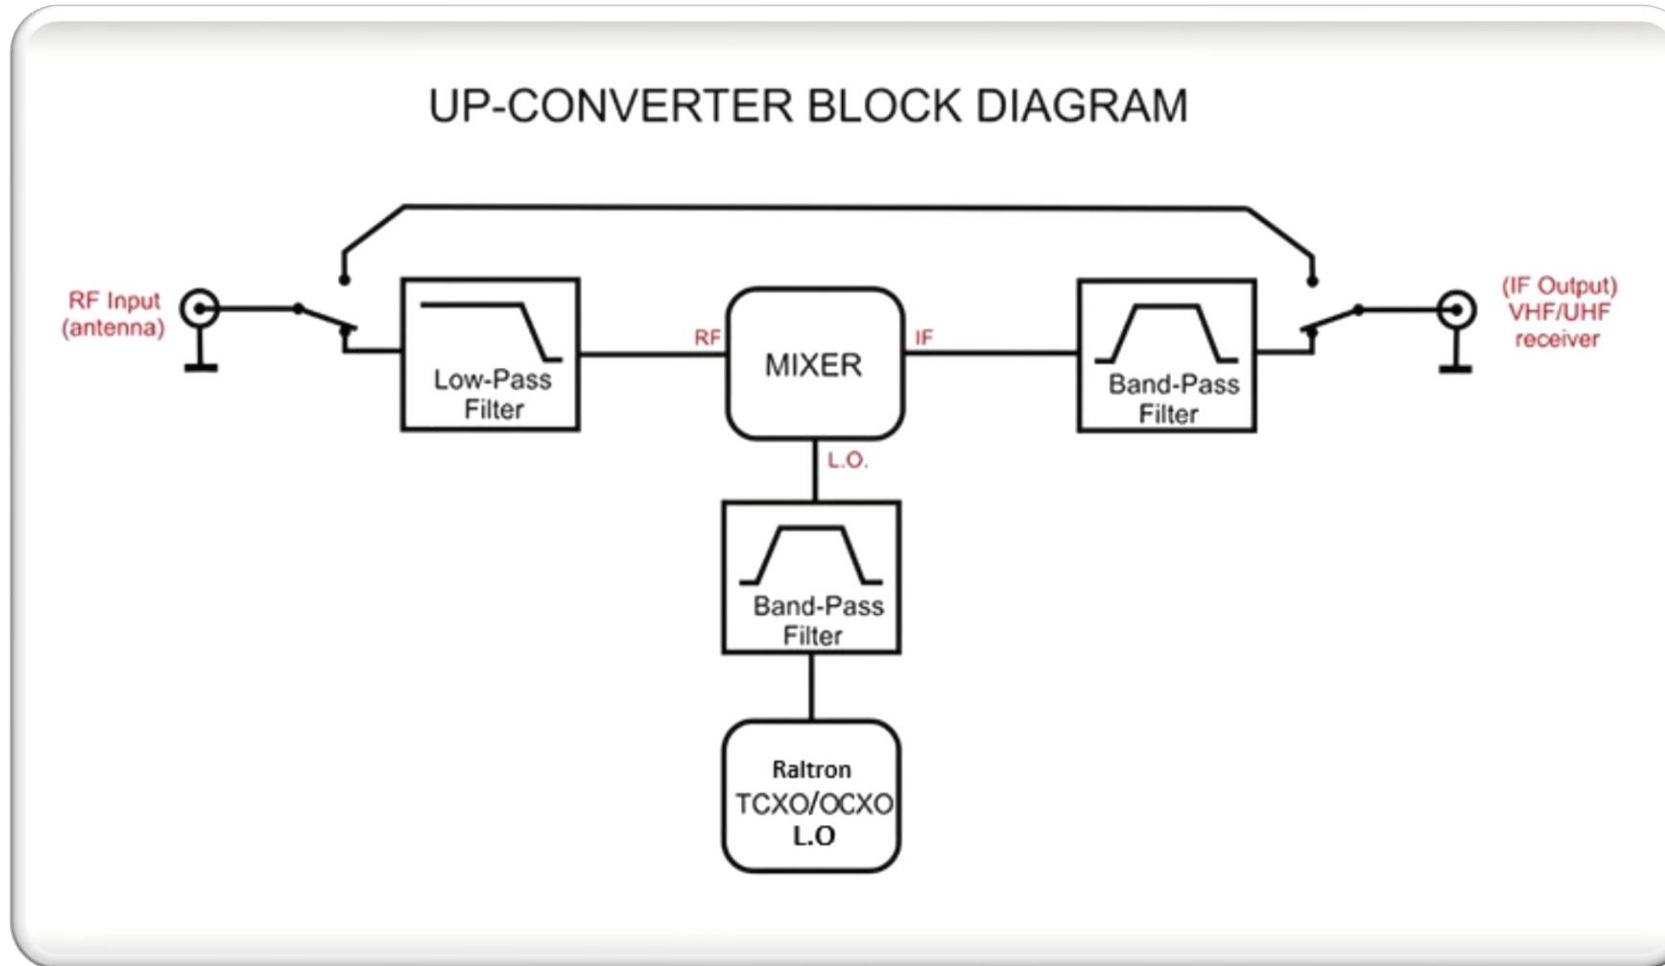 UP-CONVERTER BLOCK DIAGRAM
RF Input
(antenna)
Low-Pass
Filter
RF
MIXER
IF
L.O.
Band-Pass
Filter
(IF Output)
VHF/UHF
receiver
Band-Pass
Filter
Raltron
TCXO/OCXO
L.O